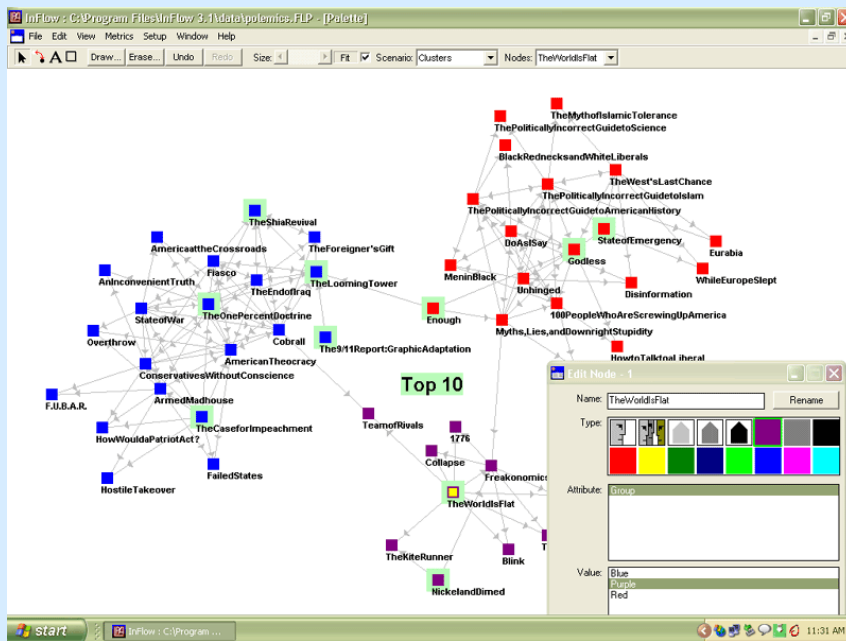 InFlow : C:\Program Files\InFlow 3.1\data\polemics.FLP - [Palette]
File Edit View Metrics Setup Window Help
A Draw... Erase... Undo Redo Size: Fit Scenario: Clusters Nodes: TheWorldIsFlat
TheMythofIslamicTolerance
ThePoliticallyIncorrectGuidetoScience
BlackRednecksandWhiteLiberals
TheWest'sLastChance
ThePoliticallyIncorrectGuidetoIslam
ThePoliticallyIncorrectGuidetoAmericanHistory
TheShiaRevival
StateofEmergency
DoAsISay
AmericaattheCrossroads
TheForeigner'sGift
Eurabia
Godless
MeninBlack
WhileEuropeSlept
Fiasco
AnInconvenientTruth
TheEndofIraq
TheLoomingTower
Unhinged
Disinformation
StateofWar
TheOnePercentDoctrine
Enough
100PeopleWhoAreScrewingUpAmerica
Overthrow
CobraII
Myths,Lies,andDownrightStupidity
AmericanTheocracy
The9/11Report:GraphicAdaptation
HowtoTalktoaLiberal
ConservativesWithoutConscience
Top 10
F.U.B.A.R.
ArmedMadhouse
TheCaseforImpeachment
TeamofRivals
HowWouldaPatriotAct?
1776
Collapse
FailedStates
Freakonomics
HostileTakeover
TheWorldIsFlat
TheKiteRunner
Blink
T
NickelandDimed
Edit Node - 1
Name: TheWorldIsFlat Rename
Type:
Attribute: Group
Value: Blue
Purple
Red
start
InFlow : C:\Program ...
11:31 AM